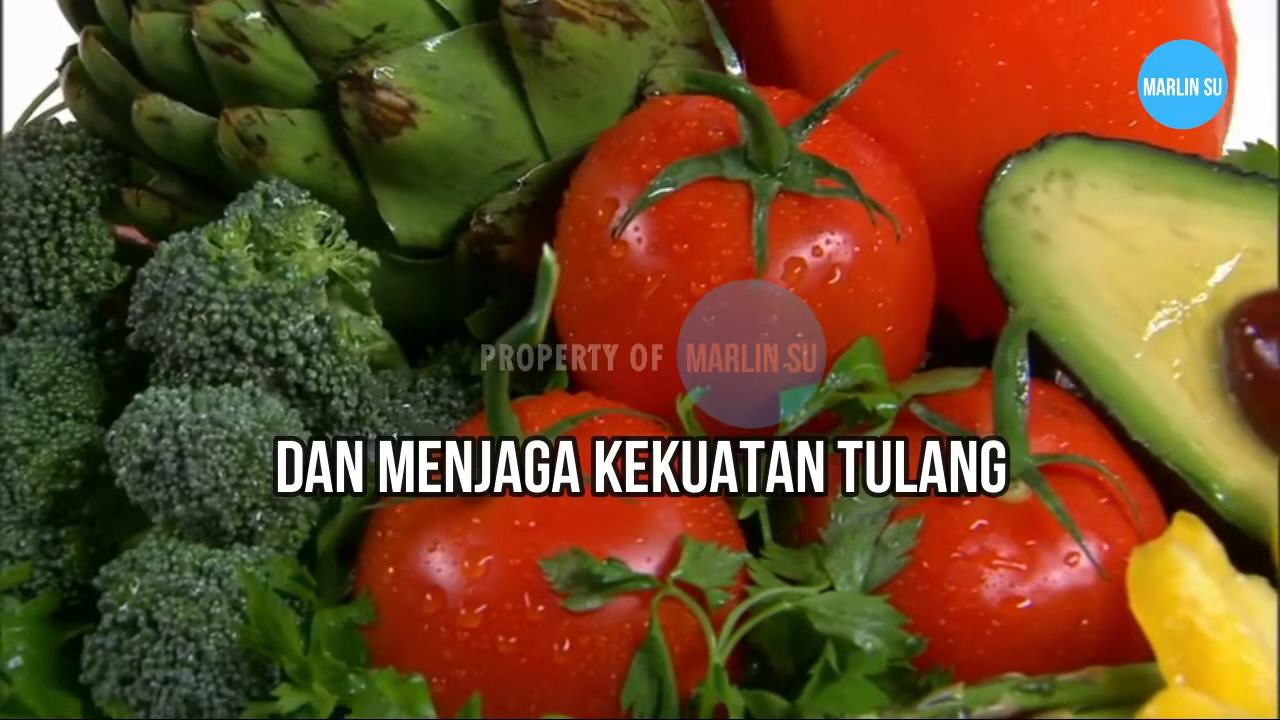 MARLIN SU
PROPERTY OF MARLIN SU
DAN MENJAGA KEKUATAN TULANG